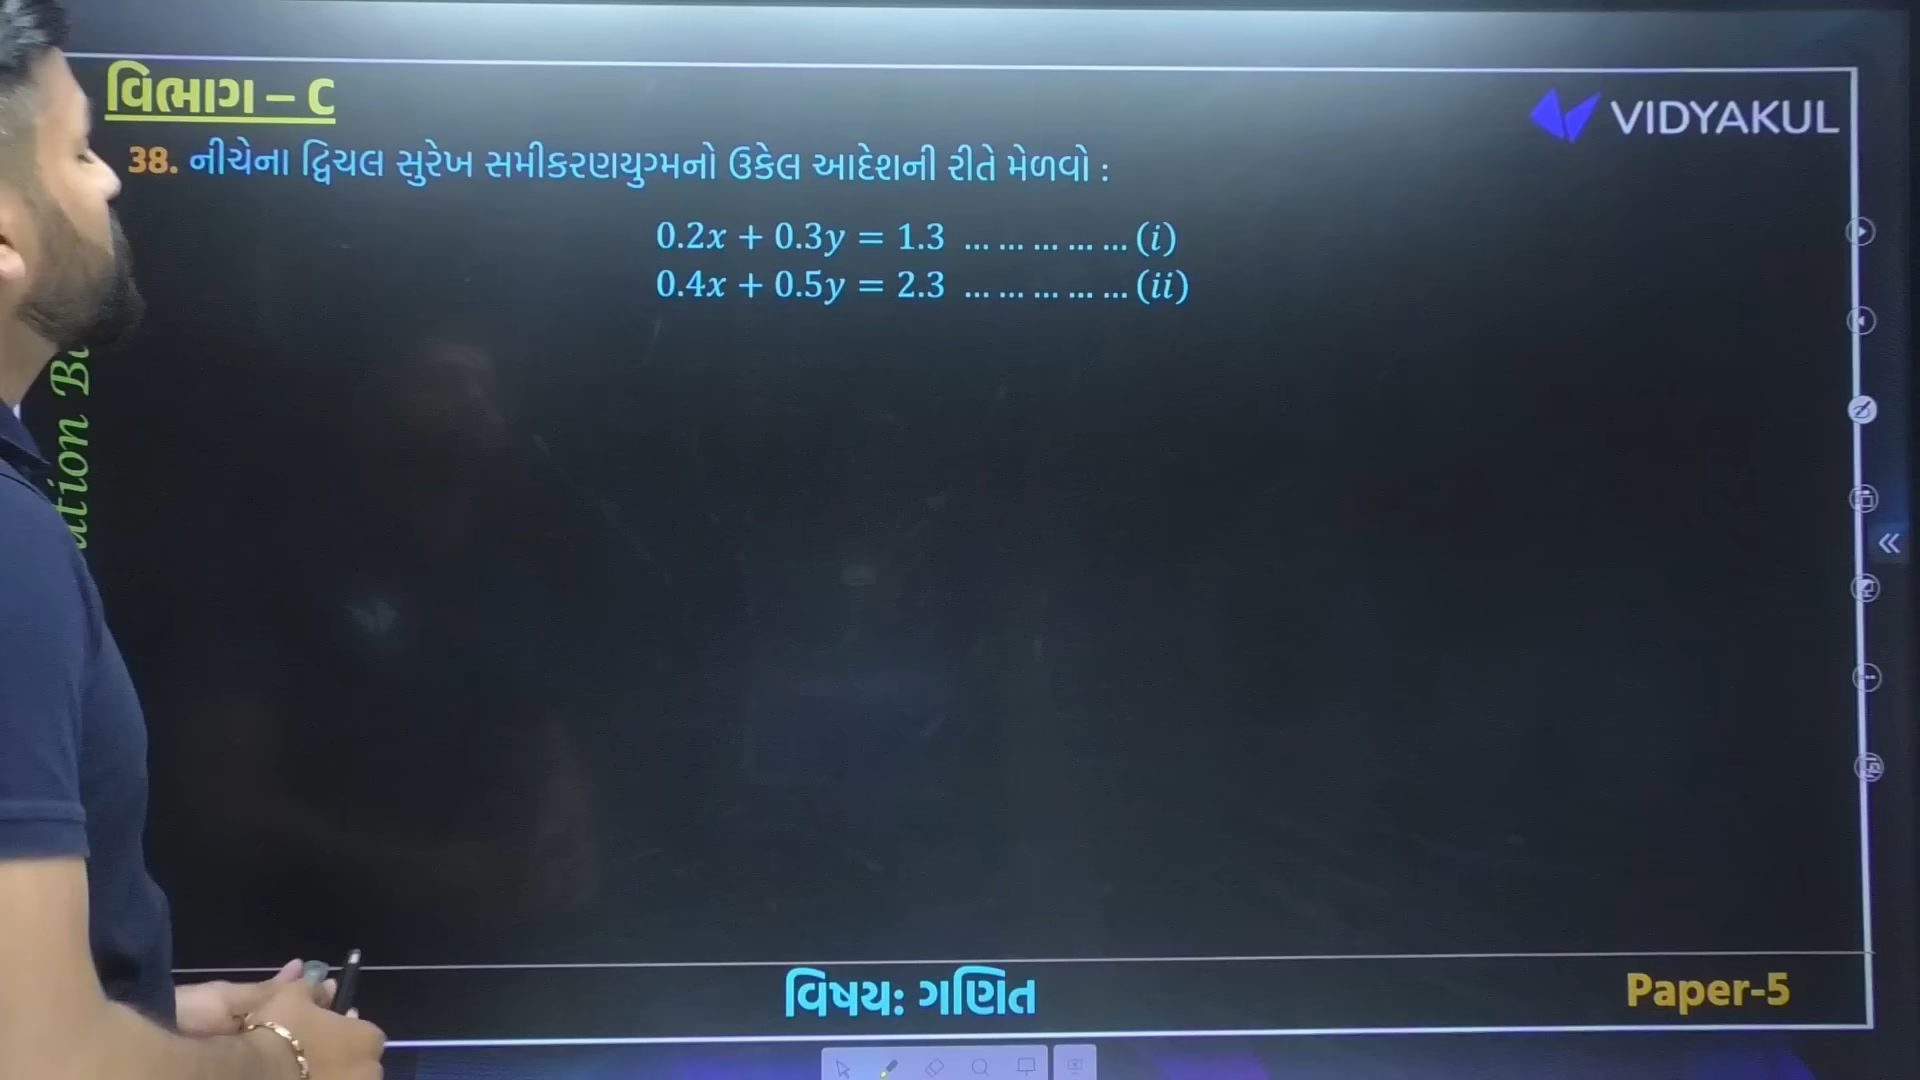 વિભાગ – C
VIDYAKUL
38. નીચેના દ્વિચલ સુરેખ સમીકરણયુગ્મનો ઉકેલ આદેશની રીતે મેળવો :
0.2x + 0.3y = 1.3 ... ... ... ... ... (i)
0.4x + 0.5y = 2.3 ... ... ... ... ... (ii)
વિષય: ગણિત
Paper-5